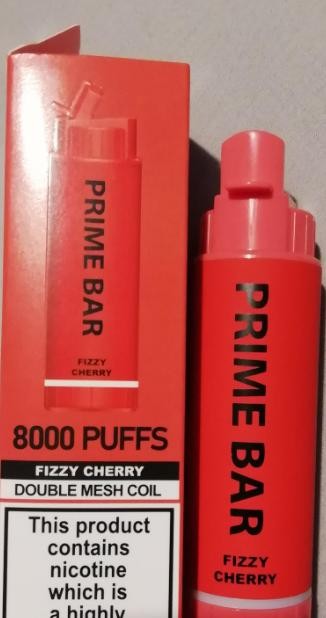 PRIME BAR
FIZZY
CHERRY
8000 PUFFS
FIZZY CHERRY
DOUBLE MESH COIL
This product
contains
nicotine
which is
a highly
PRIME BAR
FIZZY
CHERRY